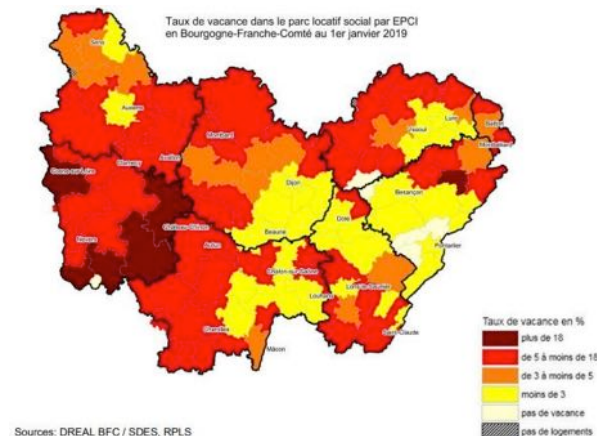 Taux de vacance dans le parc locatif social par EPCI
en Bourgogne-Franche-Comté au 1er janvier 2019
Sens
Auxerre
Montbard
Vesoul
Lure
Belfort
Montbéliard
Cosne-sur-Loire
Clamecy
Avallon
Dijon
Besançon
Château-Chinon
Beaune
Dole
Pontarlier
Nevers
Autun
Chalon-sur-Saône
Lons-le-Saunier
Louhans
Charolles
Saint-Claude
Mâcon
Taux de vacance en %
plus de 18
de 5 à moins de 18
de 3 à moins de 5
moins de 3
pas de vacance
pas de logements
Sources: DREAL BFC / SDES, RPLS